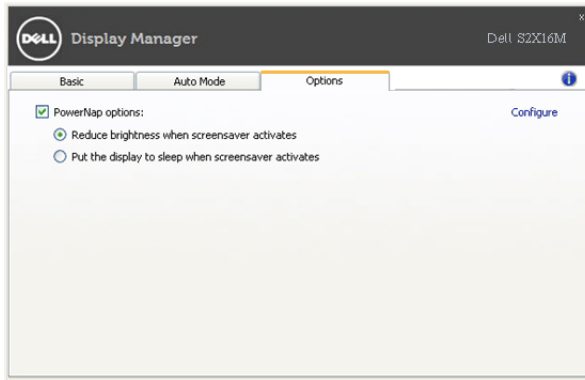 x
DELL Display Manager
Dell S2X16M
Basic Auto Mode Options i
PowerNap options: Configure
Reduce brightness when screensaver activates
Put the display to sleep when screensaver activates